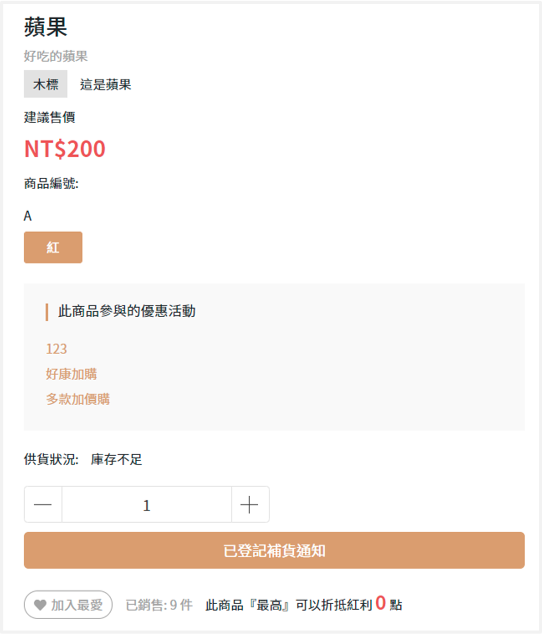 蘋果
好吃的蘋果
木標 這是蘋果
建議售價
NT$200
商品編號:
A
紅
此商品參與的優惠活動
123
好康加購
多款加價購
供貨狀況: 庫存不足
1
已登記補貨通知
加入最愛 已銷售: 9 件 此商品『最高』可以折抵紅利 0 點